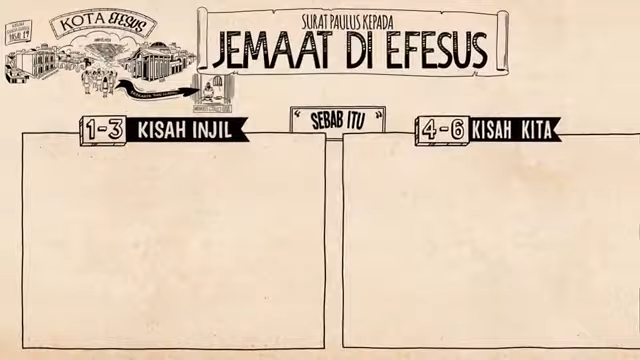 KOTA EFESUS
SURAT PAULUS KEPADA
JEMAAT DI EFESUS
"SEBAB ITU"
1-3 KISAH INJIL
4-6 KISAH KITA